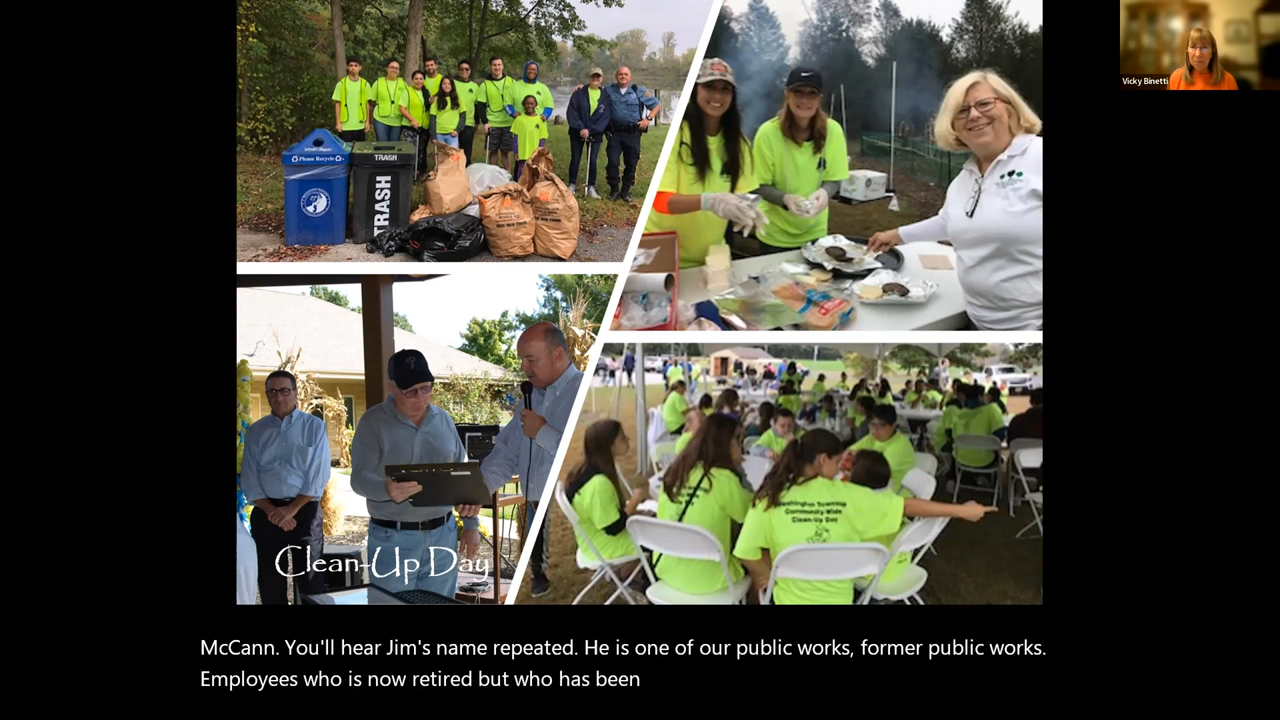 Vicky Binetti
Please Recycle
TRASH
TRASH
Washington Township
Community-Wide
Clean-Up Day
Clean-Up Day
McCann. You'll hear Jim's name repeated. He is one of our public works, former public works.
Employees who is now retired but who has been